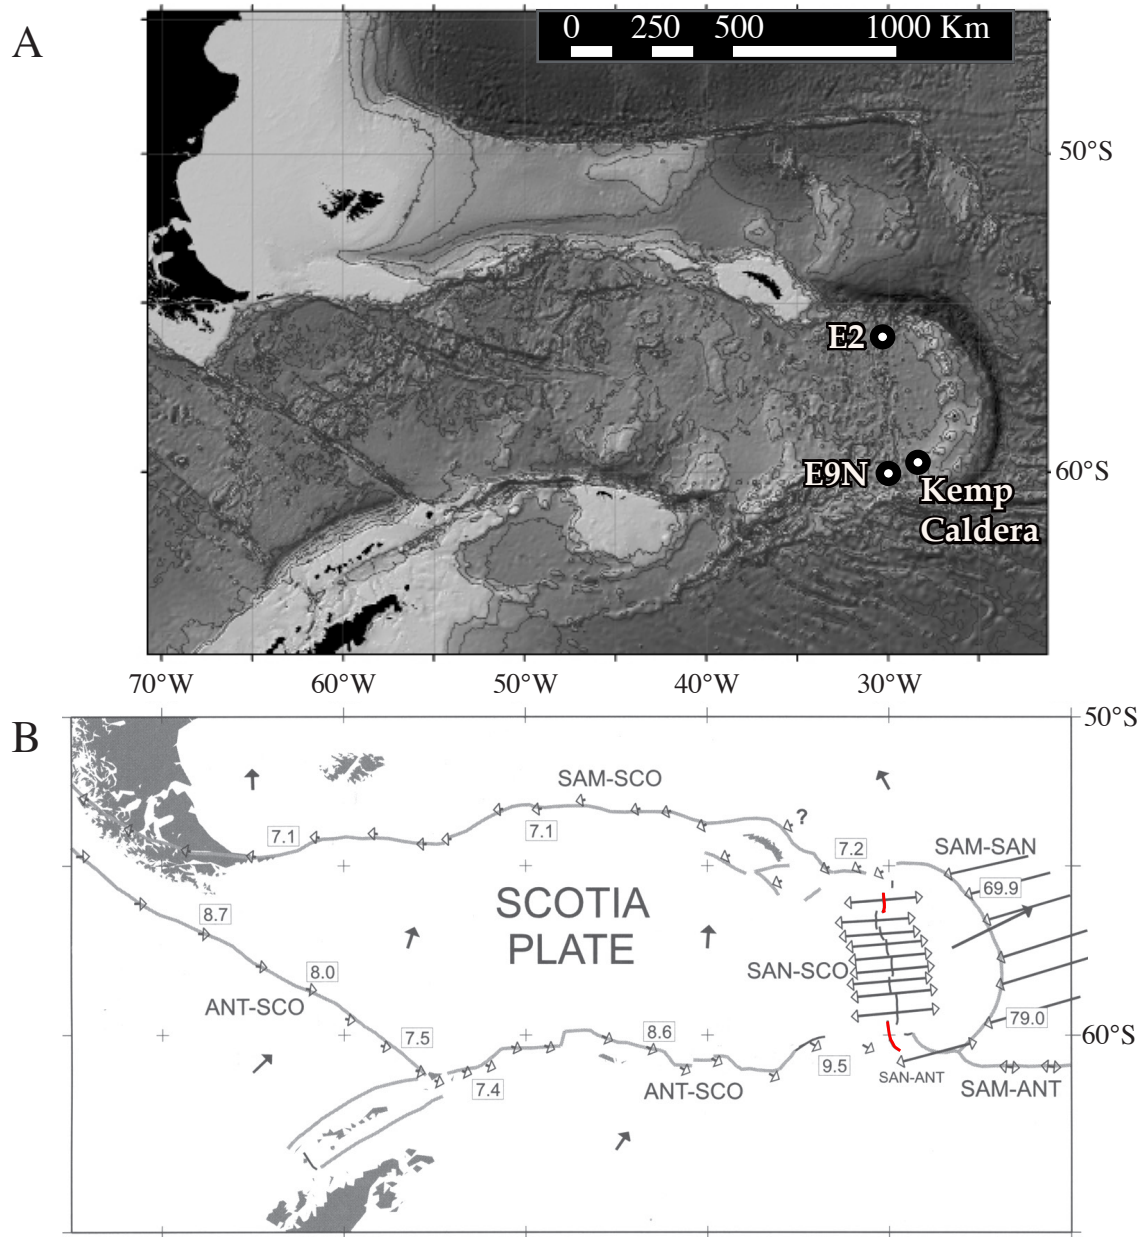 A
0 250 500 1000 Km
50°S
E2
E9N
60°S
Kemp
Caldera
70°W 60°W 50°W 40°W 30°W
B
50°S
SAM-SCO
?
7.1
7.1
7.2
SAM-SAN
69.9
8.7
SCOTIA
PLATE
8.0
SAN-SCO
ANT-SCO
79.0
7.5
8.6
60°S
9.5
7.4
ANT-SCO
SAN-ANT
SAM-ANT